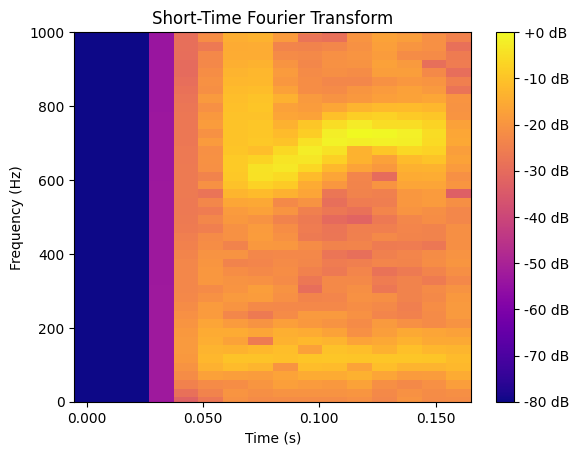 Short-Time Fourier Transform
1000
800
600
400
200
0
Frequency (Hz)
0.000
0.050
0.100
0.150
Time (s)
+0 dB
-10 dB
-20 dB
-30 dB
-40 dB
-50 dB
-60 dB
-70 dB
-80 dB